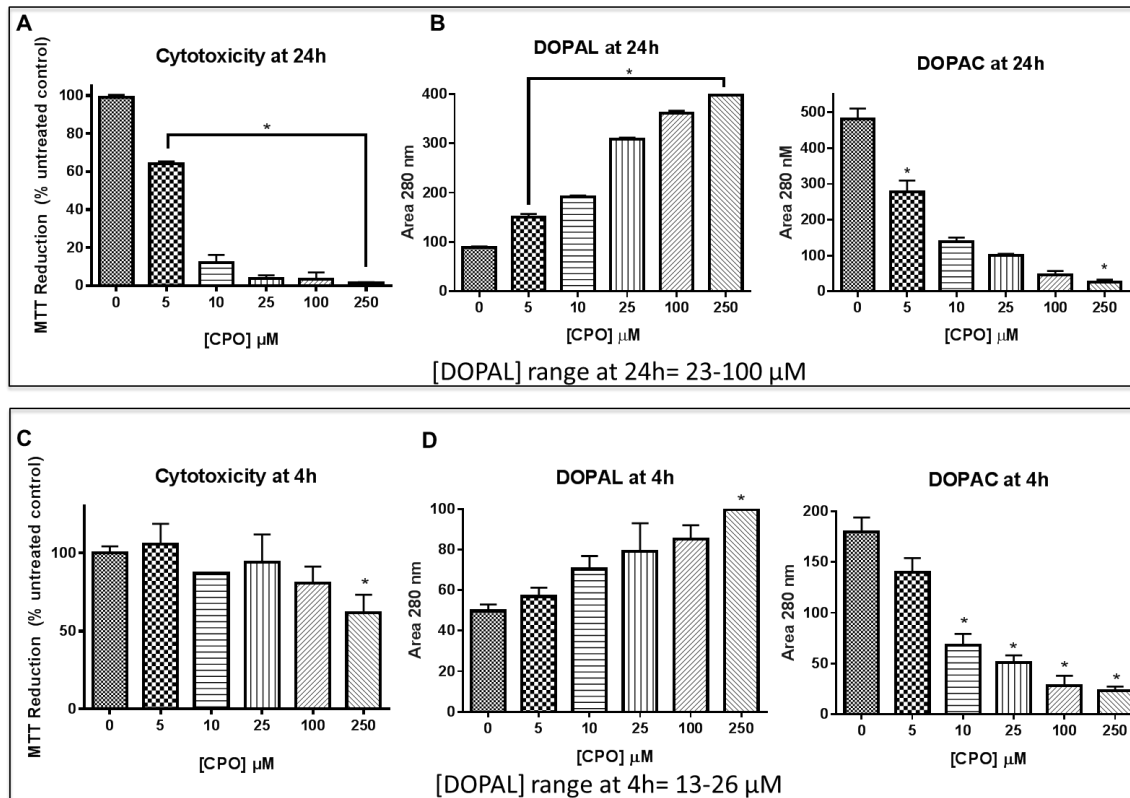 A
Cytotoxicity at 24h
MTT Reduction (% untreated control)
100
80
60
40
20
0
*
0 5 10 25 100 250
[CPO] µM
B
DOPAL at 24h
Area 280 nm
400
300
200
100
0
*
0 5 10 25 100 250
[CPO] µM
DOPAC at 24h
Area 280 nM
500
400
300
200
100
0
*
*
0 5 10 25 100 250
[CPO] µM
[DOPAL] range at 24h= 23-100 µM
C
Cytotoxicity at 4h
MTT Reduction (% untreated control)
100
50
0
*
0 5 10 25 100 250
[CPO] µM
D
DOPAL at 4h
Area 280 nm
100
80
60
40
20
0
*
0 5 10 25 100 250
[CPO] µM
DOPAC at 4h
Area 280 nm
200
150
100
50
0
* * * *
0 5 10 25 100 250
[CPO] µM
[DOPAL] range at 4h= 13-26 µM